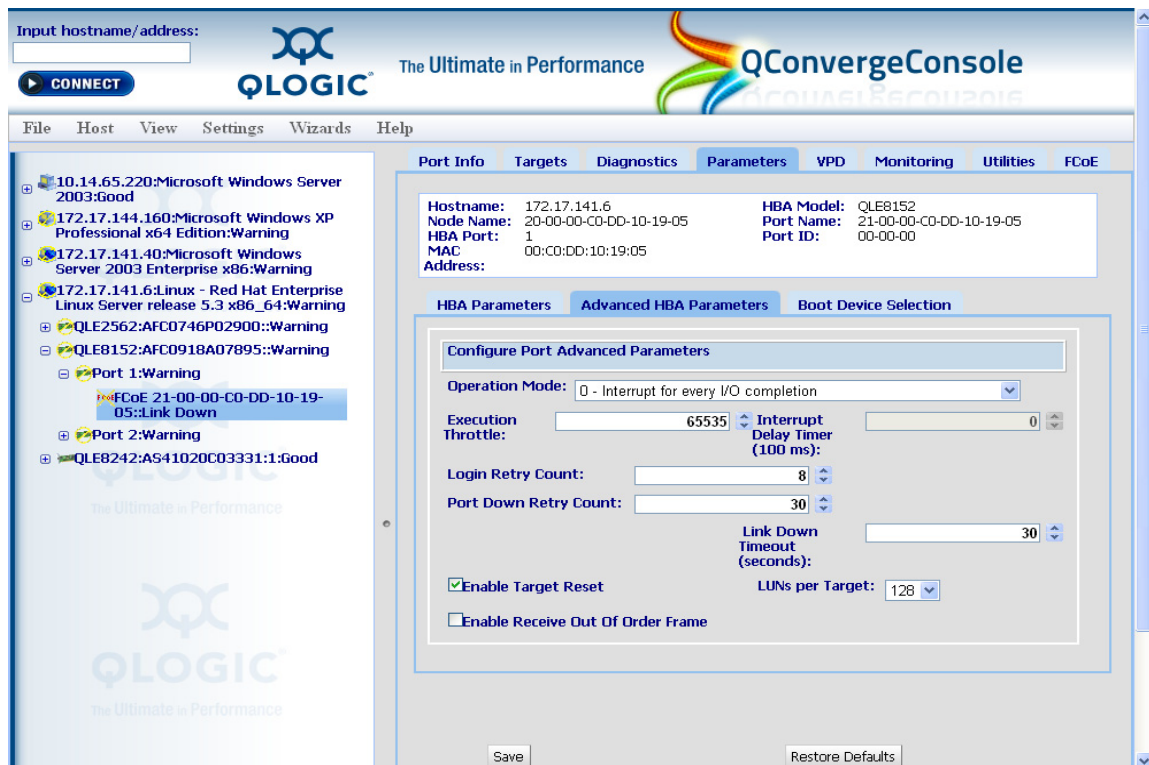 Input hostname/address:
CONNECT
QLOGIC
The Ultimate in Performance
QConvergeConsole
File Host View Settings Wizards Help
10.14.65.220:Microsoft Windows Server
2003:Good
172.17.144.160:Microsoft Windows XP
Professional x64 Edition:Warning
172.17.141.40:Microsoft Windows
Server 2003 Enterprise x86:Warning
172.17.141.6:Linux - Red Hat Enterprise
Linux Server release 5.3 x86_64:Warning
QLE2562:AFC0746P02900::Warning
QLE8152:AFC0918A07895::Warning
Port 1:Warning
FCoE 21-00-00-C0-DD-10-19-
05::Link Down
Port 2:Warning
QLE8242:AS41020C03331:1:Good
QLOGIC
The Ultimate in Performance
QLOGIC
The Ultimate in Performance
Port Info Targets Diagnostics Parameters VPD Monitoring Utilities FCoE
Hostname: 172.17.141.6 HBA Model: QLE8152
Node Name: 20-00-00-C0-DD-10-19-05 Port Name: 21-00-00-C0-DD-10-19-05
HBA Port: 1 Port ID: 00-00-00
MAC 00:C0:DD:10:19:05
Address:
HBA Parameters Advanced HBA Parameters Boot Device Selection
Configure Port Advanced Parameters
Operation Mode: 0 - Interrupt for every I/O completion
Execution 65535 Interrupt 0
Throttle: Delay Timer
(100 ms):
Login Retry Count: 8
Port Down Retry Count: 30
Link Down 30
Timeout
(seconds):
Enable Target Reset LUNs per Target: 128
Enable Receive Out Of Order Frame
Save Restore Defaults